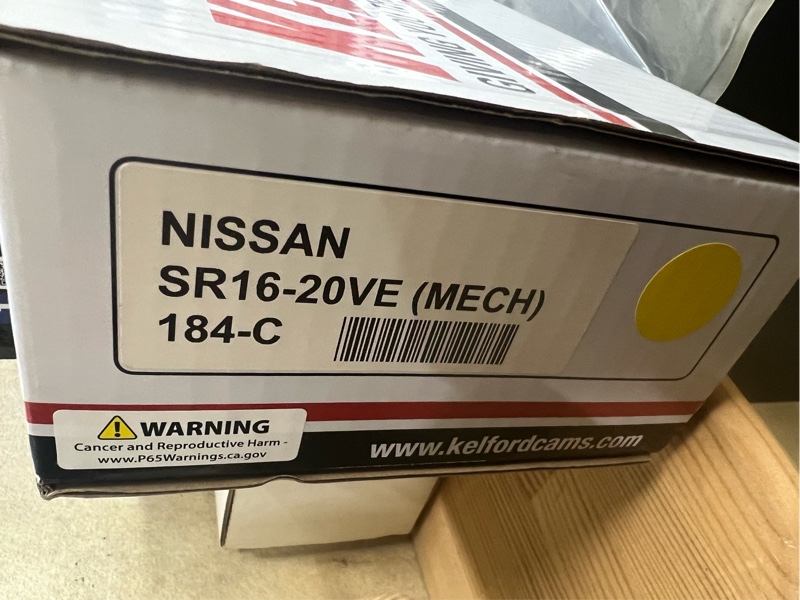 NISSAN
SR16-20VE (MECH)
184-C
WARNING
Cancer and Reproductive Harm -
www.P65Warnings.ca.gov
www.kelfordcams.com